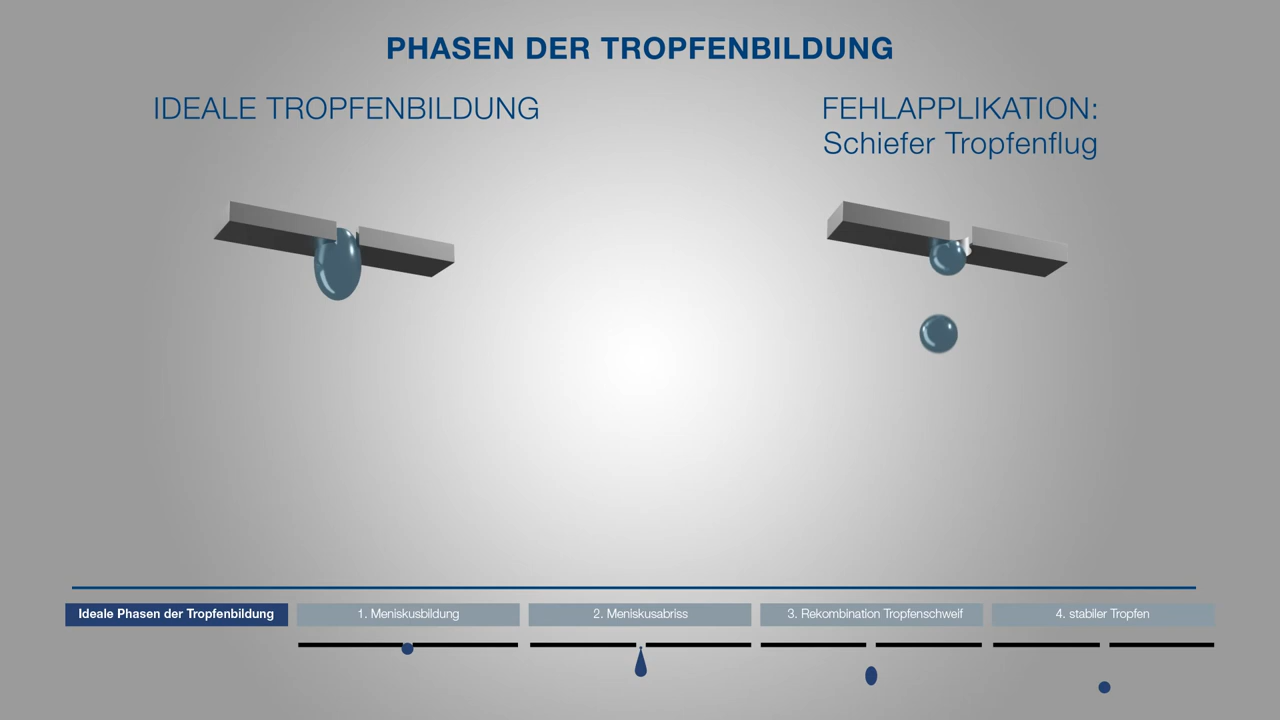 PHASEN DER TROPFENBILDUNG
IDEALE TROPFENBILDUNG
FEHLAPPLIKATION:
Schiefer Tropfenflug
Ideale Phasen der Tropfenbildung
1. Meniskusbildung
2. Meniskusabriss
3. Rekombination Tropfenschweif
4. stabiler Tropfen